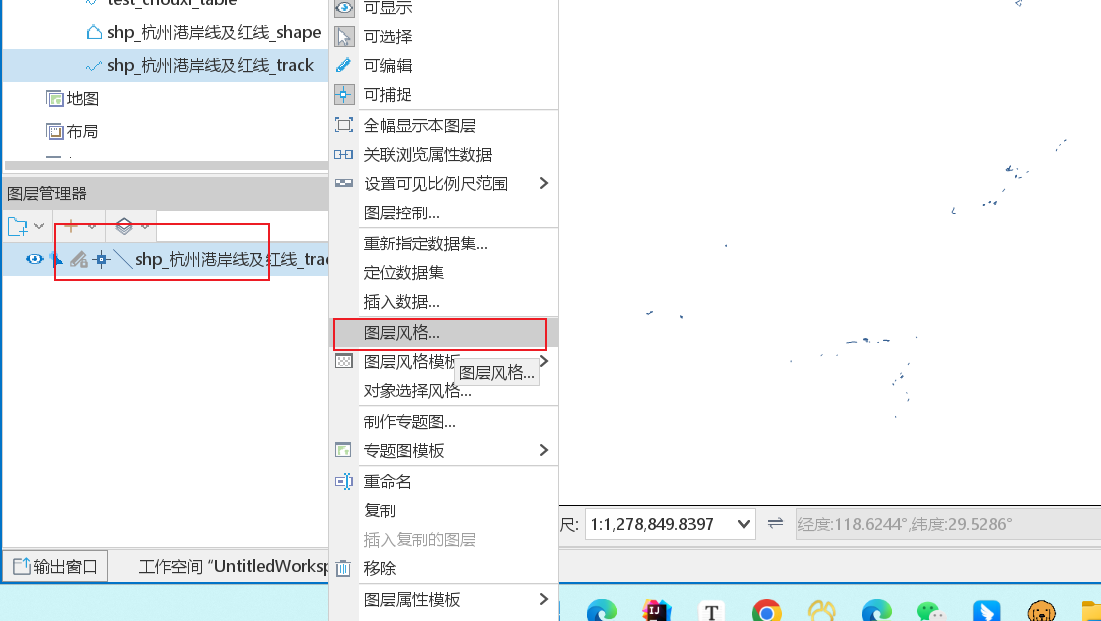 test_chouxi_table
shp_杭州港岸线及红线_shape
shp_杭州港岸线及红线_track
地图
布局
图层管理器
shp_杭州港岸线及红线_tra
可显示
可选择
可编辑
可捕捉
全幅显示本图层
关联浏览属性数据
设置可见比例尺范围
图层控制...
重新指定数据集...
定位数据集
插入数据...
图层风格...
图层风格模板
图层风格...
对象选择风格...
制作专题图...
专题图模板
重命名
复制
插入复制的图层
移除
图层属性模板
尺:
1:1,278,849.8397
经度:118.6244°,纬度:29.5286°
输出窗口
工作空间 “UntitledWorksp
IJ
T